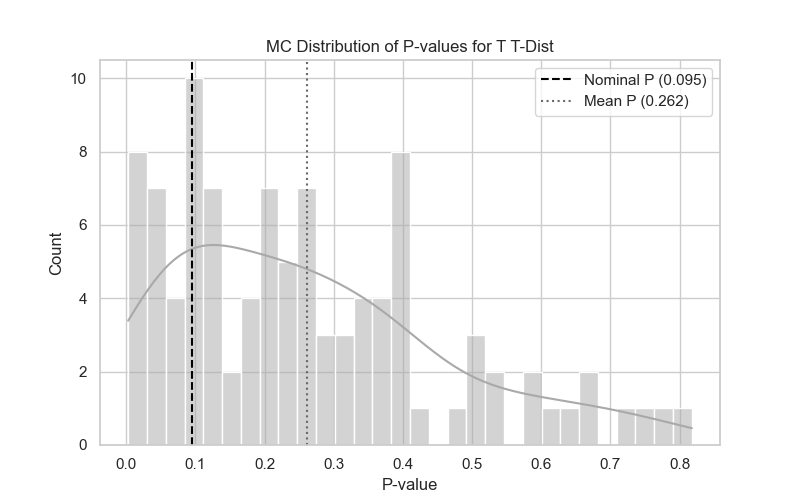 MC Distribution of P-values for T T-Dist
Nominal P (0.095)
Mean P (0.262)
Count
10
8
6
4
2
0
0.0 0.1 0.2 0.3 0.4 0.5 0.6 0.7 0.8
P-value